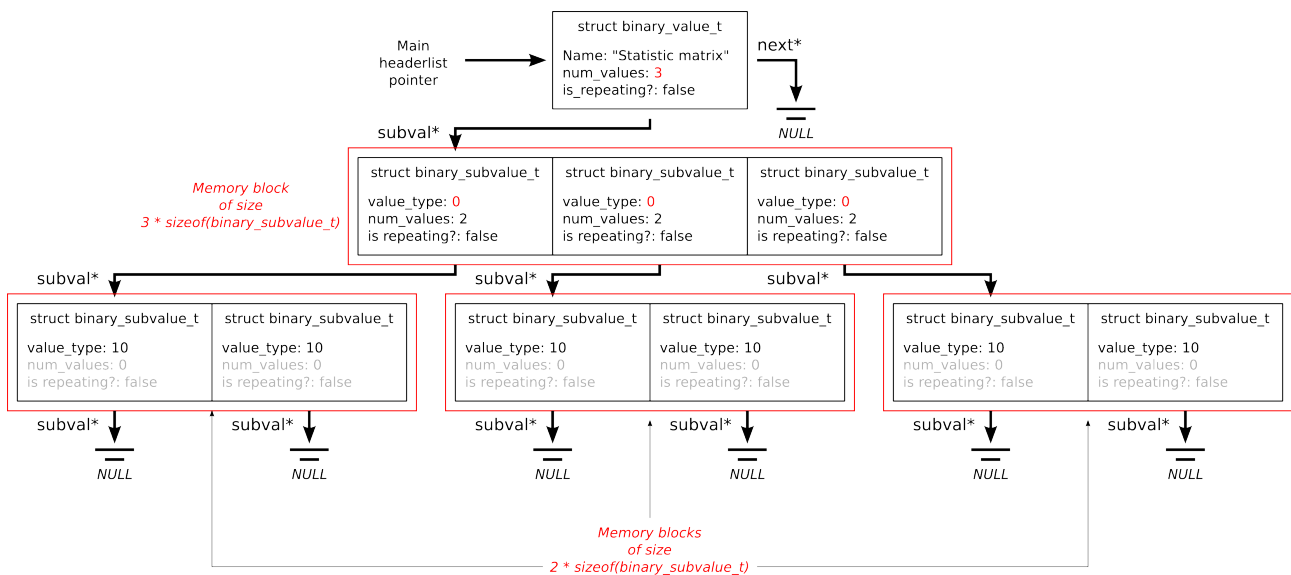 struct binary_value_t
Main
headerlist
pointer
Name: "Statistic matrix"
num_values: 3
is_repeating?: false
next*
NULL
subval*
Memory block
of size
3 * sizeof(binary_subvalue_t)
struct binary_subvalue_t
value_type: 0
num_values: 2
is repeating?: false
struct binary_subvalue_t
value_type: 0
num_values: 2
is repeating?: false
struct binary_subvalue_t
value_type: 0
num_values: 2
is repeating?: false
subval*
subval*
subval*
struct binary_subvalue_t
value_type: 10
num_values: 0
is repeating?: false
struct binary_subvalue_t
value_type: 10
num_values: 0
is repeating?: false
struct binary_subvalue_t
value_type: 10
num_values: 0
is repeating?: false
struct binary_subvalue_t
value_type: 10
num_values: 0
is repeating?: false
struct binary_subvalue_t
value_type: 10
num_values: 0
is repeating?: false
struct binary_subvalue_t
value_type: 10
num_values: 0
is repeating?: false
subval*
NULL
subval*
NULL
subval*
NULL
subval*
NULL
subval*
NULL
subval*
NULL
Memory blocks
of size
2 * sizeof(binary_subvalue_t)